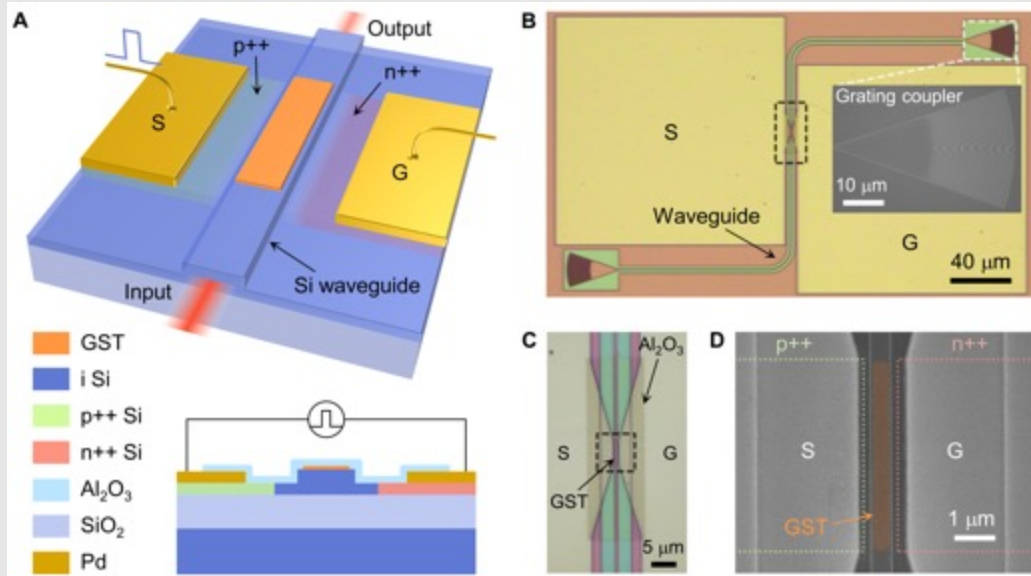 A
Output
p++
n++
S
G
Si waveguide
Input
GST
i Si
p++ Si
n++ Si
Al₂O₃
SiO₂
Pd
B
S
Grating coupler
10 μm
Waveguide
G
40 μm
C
Al₂O₃
S
G
GST
5 μm
D
p++
n++
S
G
GST
1 μm